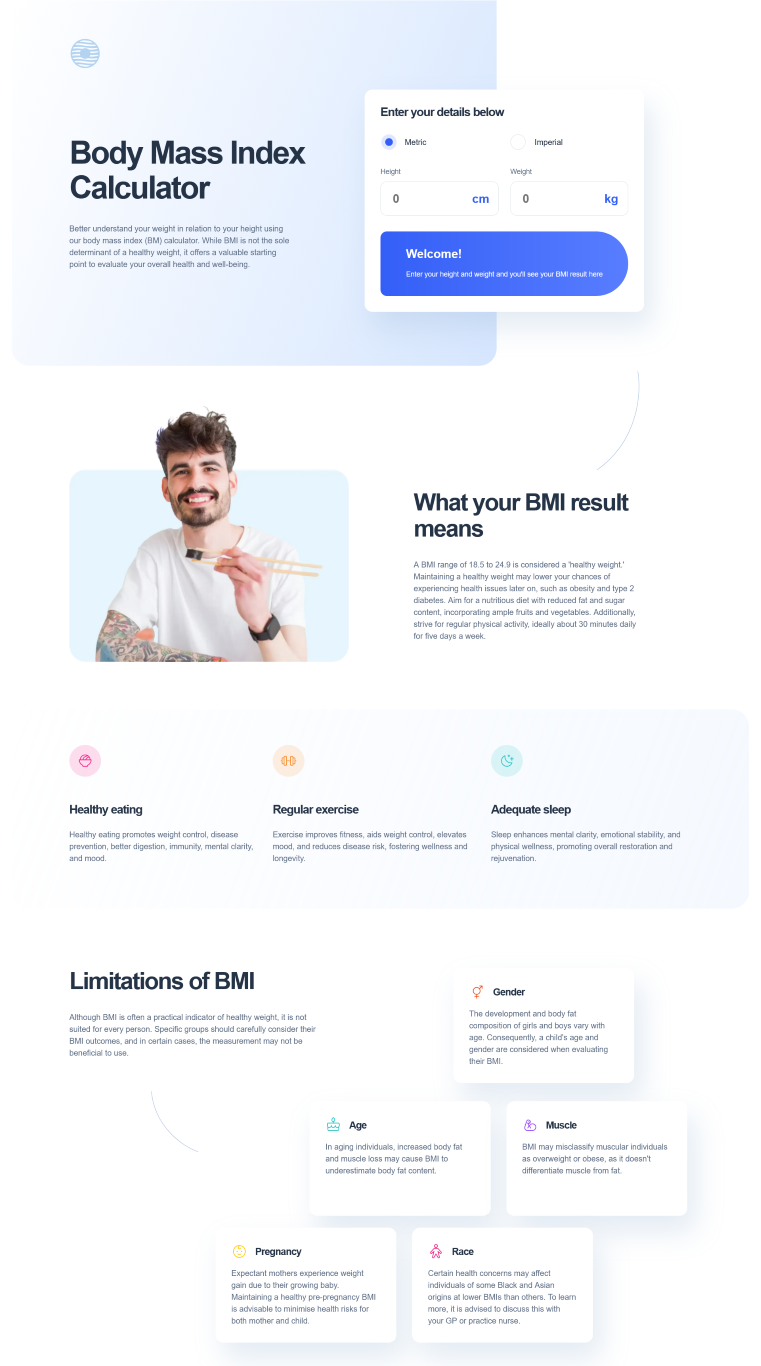 Body Mass Index
Calculator
Better understand your weight in relation to your height using
our body mass index (BM) calculator. While BMI is not the sole
determinant of a healthy weight, it offers a valuable starting
point to evaluate your overall health and well-being.
Enter your details below
Metric
Imperial
Height
Weight
0 cm
0 kg
Welcome!
Enter your height and weight and you'll see your BMI result here
What your BMI result
means
A BMI range of 18.5 to 24.9 is considered a 'healthy weight.'
Maintaining a healthy weight may lower your chances of
experiencing health issues later on, such as obesity and type 2
diabetes. Aim for a nutritious diet with reduced fat and sugar
content, incorporating ample fruits and vegetables. Additionally,
strive for regular physical activity, ideally about 30 minutes daily
for five days a week.
Healthy eating
Healthy eating promotes weight control, disease
prevention, better digestion, immunity, mental clarity,
and mood.
Regular exercise
Exercise improves fitness, aids weight control, elevates
mood, and reduces disease risk, fostering wellness and
longevity.
Adequate sleep
Sleep enhances mental clarity, emotional stability, and
physical wellness, promoting overall restoration and
rejuvenation.
Limitations of BMI
Although BMI is often a practical indicator of healthy weight, it is not
suited for every person. Specific groups should carefully consider their
BMI outcomes, and in certain cases, the measurement may not be
beneficial to use.
Gender
The development and body fat
composition of girls and boys vary with
age. Consequently, a child's age and
gender are considered when evaluating
their BMI.
Age
In aging individuals, increased body fat
and muscle loss may cause BMI to
underestimate body fat content.
Muscle
BMI may misclassify muscular individuals
as overweight or obese, as it doesn't
differentiate muscle from fat.
Pregnancy
Expectant mothers experience weight
gain due to their growing baby.
Maintaining a healthy pre-pregnancy BMI
is advisable to minimise health risks for
both mother and child.
Race
Certain health concerns may affect
individuals of some Black and Asian
origins at lower BMIs than others. To learn
more, it is advised to discuss this with
your GP or practice nurse.